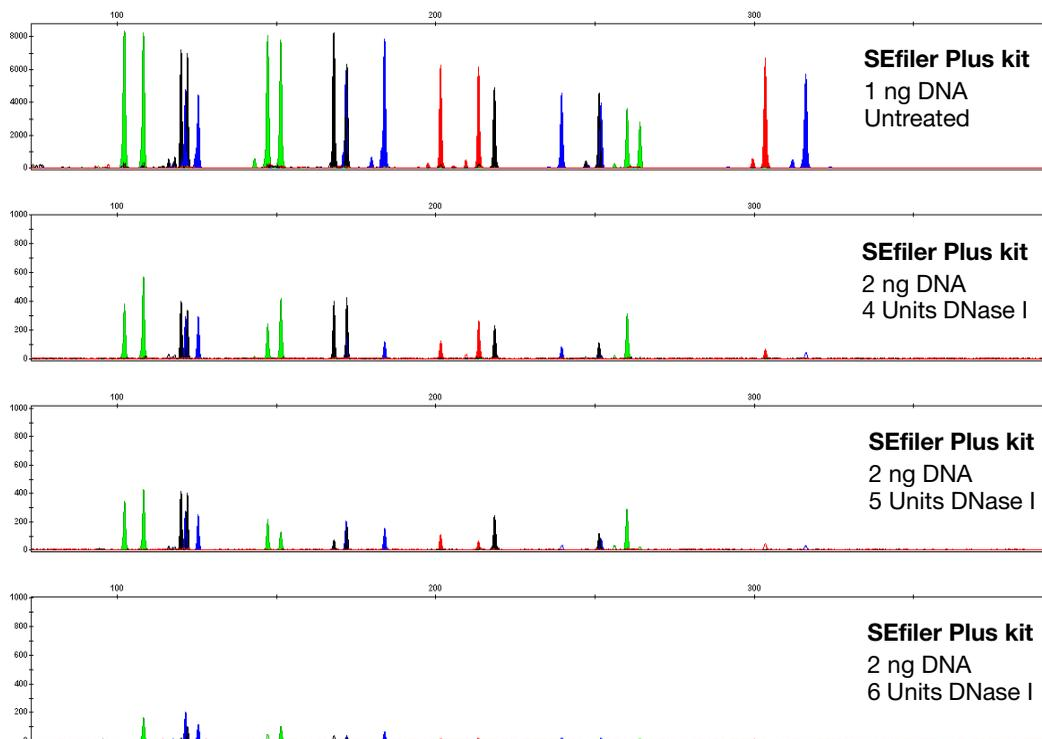 100 200 300
8000
6000
4000
2000
0
SEfiler Plus kit
1 ng DNA
Untreated
100 200 300
1000
800
600
400
200
0
SEfiler Plus kit
2 ng DNA
4 Units DNase I
100 200 300
1000
800
600
400
200
0
SEfiler Plus kit
2 ng DNA
5 Units DNase I
100 200 300
1000
800
600
400
200
SEfiler Plus kit
2 ng DNA
6 Units DNase I